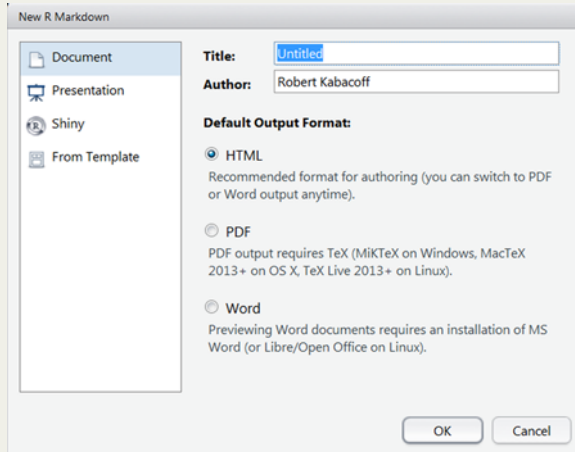 New R Markdown
Document
Presentation
Shiny
From Template
Title: Untitled
Author: Robert Kabacoff
Default Output Format:
HTML
Recommended format for authoring (you can switch to PDF
or Word output anytime).
PDF
PDF output requires TeX (MiKTeX on Windows, MacTeX
2013+ on OS X, TeX Live 2013+ on Linux).
Word
Previewing Word documents requires an installation of MS
Word (or Libre/Open Office on Linux).
OK Cancel